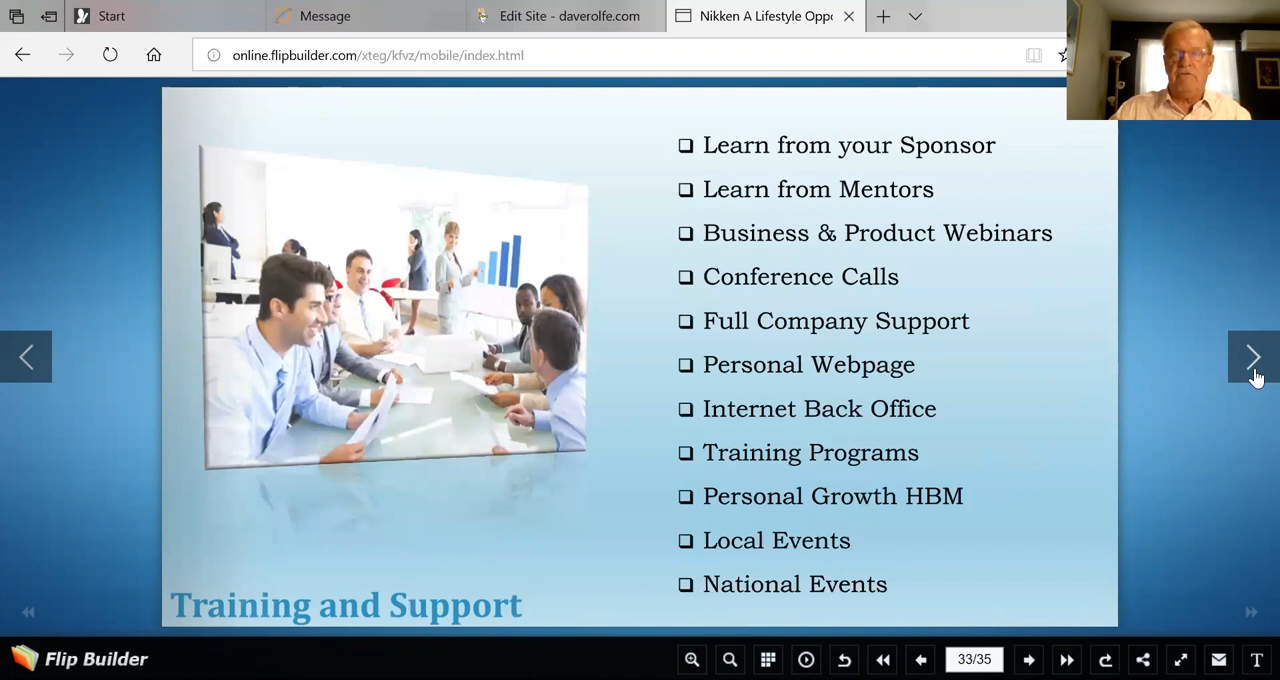 Start
Message
Edit Site - daverolfe.com
Nikken A Lifestyle Oppo
online.flipbuilder.com/xteg/kfvz/mobile/index.html
Learn from your Sponsor
Learn from Mentors
Business & Product Webinars
Conference Calls
Full Company Support
Personal Webpage
Internet Back Office
Training Programs
Personal Growth HBM
Local Events
National Events
Training and Support
Flip Builder
33/35
T